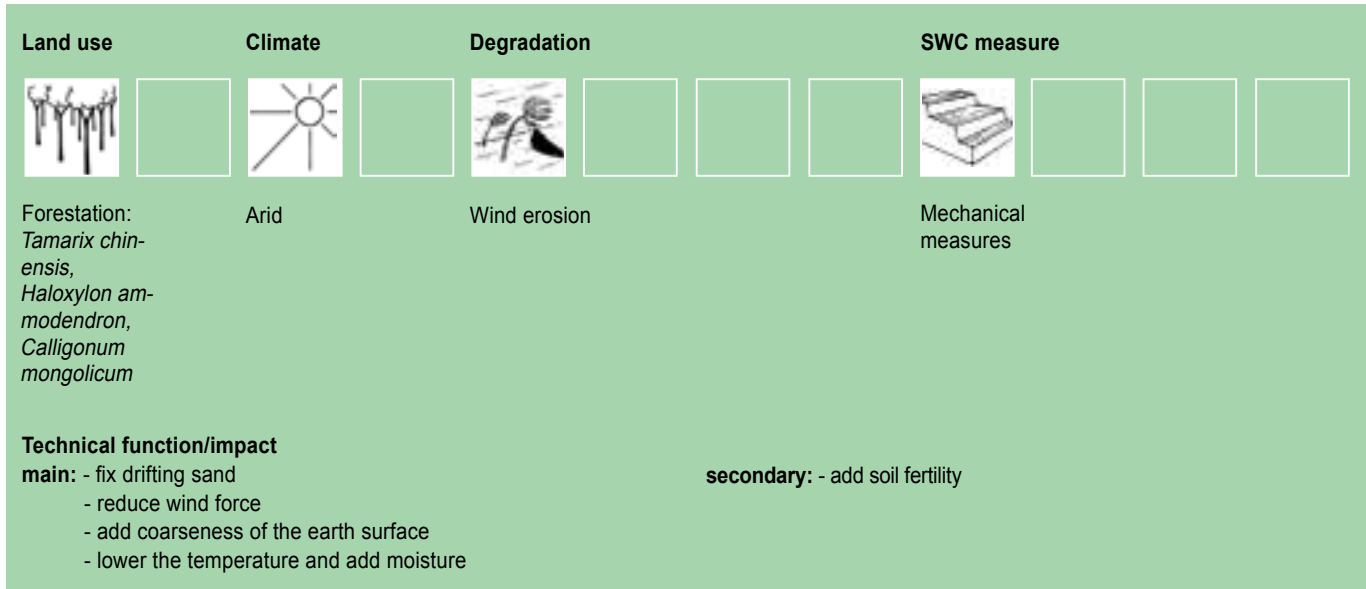 Land use
Climate
Degradation
SWC measure
Forestation:
Tamarix chin-
ensis,
Haloxylon am-
modendron,
Calligonum
mongolicum
Arid
Wind erosion
Mechanical
measures
Technical function/impact
main: - fix drifting sand
- reduce wind force
- add coarseness of the earth surface
- lower the temperature and add moisture
secondary: - add soil fertility